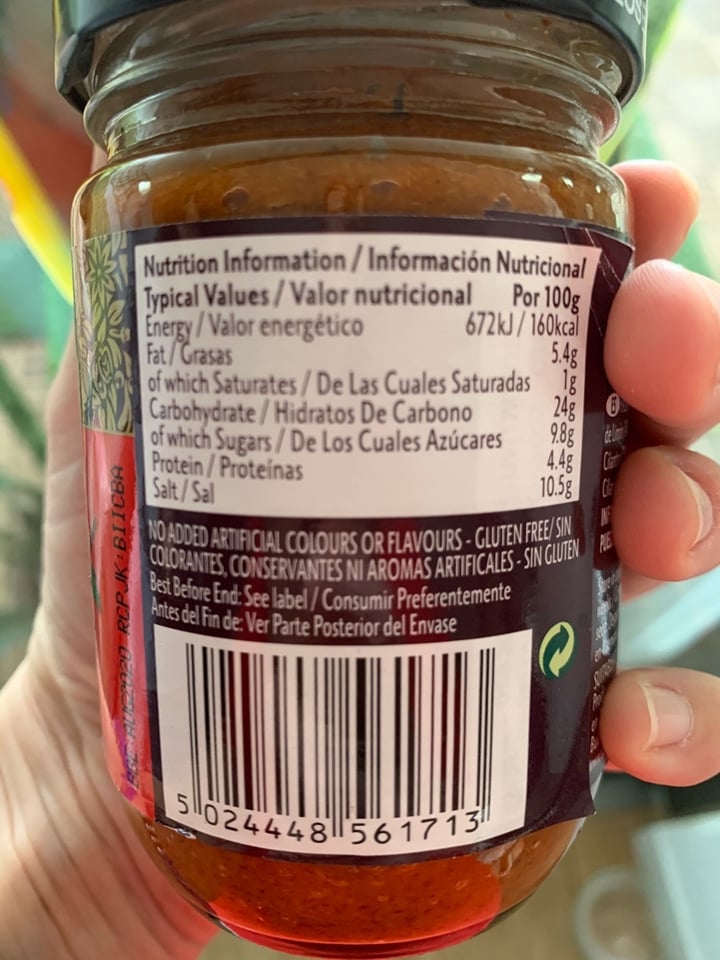 Nutrition Information / Información Nutricional
Typical Values / Valor nutricional Por 100g
Energy / Valor energético 672kJ / 160kcal
Fat / Grasas 5.4g
of which Saturates / De Las Cuales Saturadas 1g
Carbohydrate / Hidratos De Carbono 24g
of which Sugars / De Los Cuales Azúcares 9.8g
Protein / Proteínas 4.4g
Salt / Sal 10.5g
NO ADDED ARTIFICIAL COLOURS OR FLAVOURS - GLUTEN FREE/ SIN
COLORANTES, CONSERVANTES NI AROMAS ARTIFICALES - SIN GLUTEN
Best Before End: See label / Consumir Preferentemente
Antes del Fin de: Ver Parte Posterior del Envase
5 024448 561713
AUG2020 RCP.JK:B11CBA